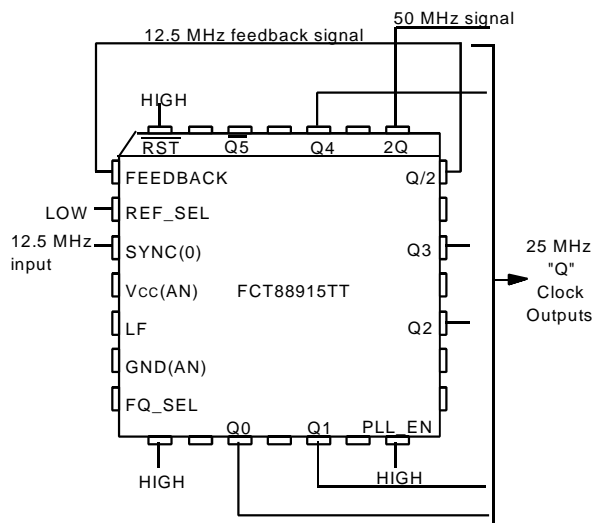 50 MHz signal
12.5 MHz feedback signal
HIGH
RST Q5 Q4 2Q
FEEDBACK Q/2
LOW REF_SEL
12.5 MHz
input
SYNC(0) Q3
25 MHz
"Q"
Clock
Outputs
VCC(AN) FCT88915TT
LF Q2
GND(AN)
FQ_SEL
Q0 Q1 PLL_EN
HIGH HIGH